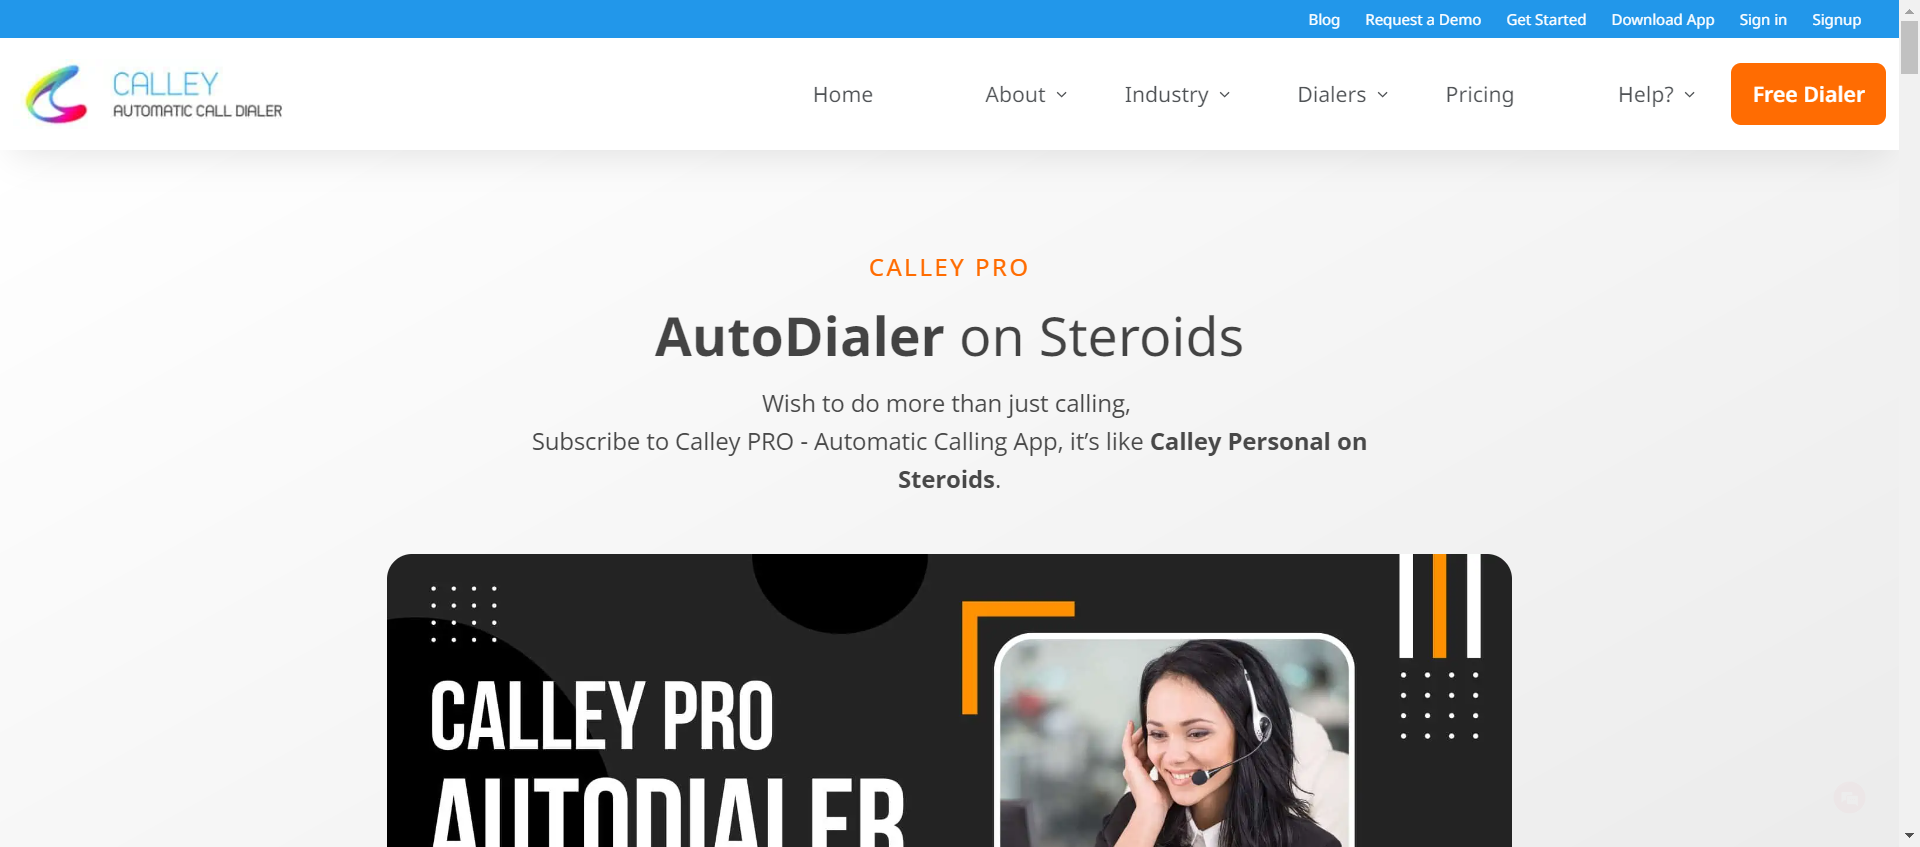 Blog Request a Demo Get Started Download App Sign in Signup
CALLEY
AUTOMATIC CALL DIALER
Home About Industry Dialers Pricing Help? Free Dialer
CALLEY PRO
AutoDialer on Steroids
Wish to do more than just calling,
Subscribe to Calley PRO - Automatic Calling App, it’s like Calley Personal on
Steroids.
CALLEY PRO
AUTODIALER